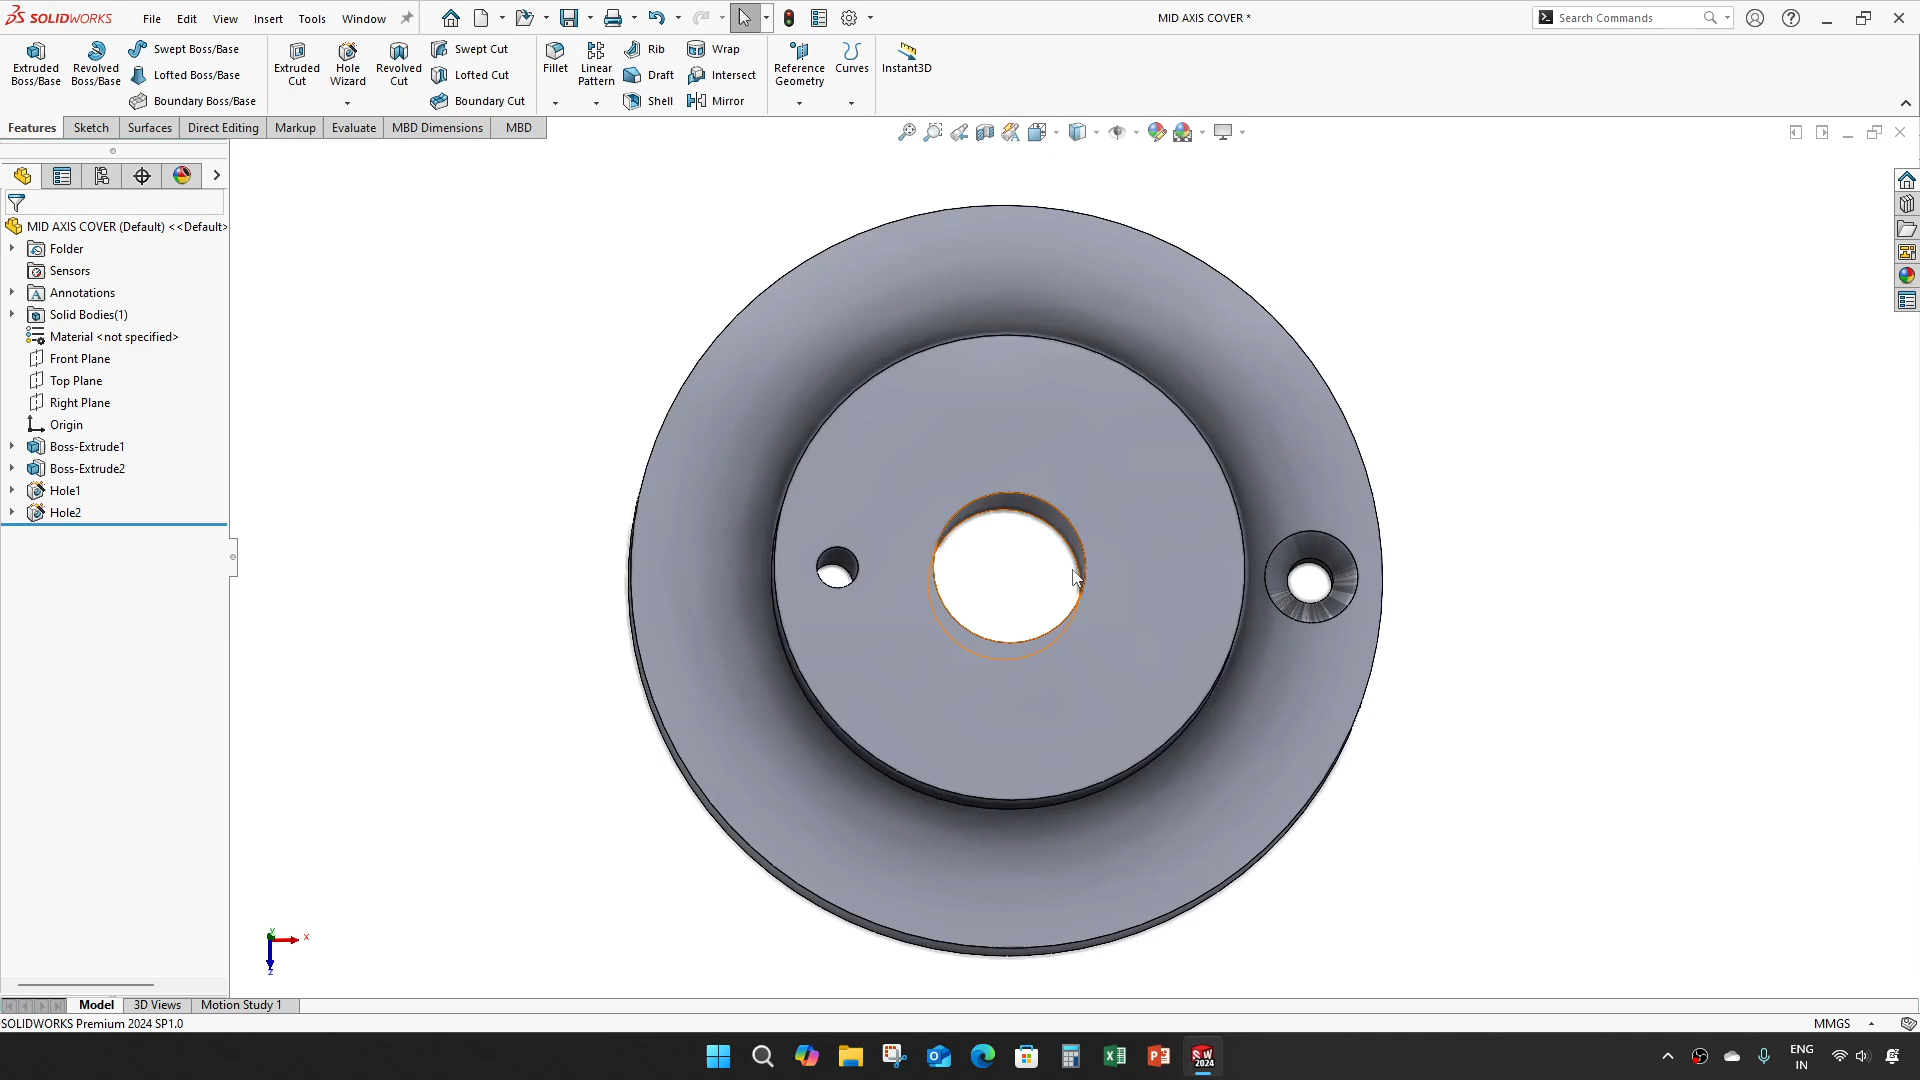 SOLIDWORKS
File Edit View Insert Tools Window
MID AXIS COVER *
Search Commands
Extruded Boss/Base
Revolved Boss/Base
Swept Boss/Base
Lofted Boss/Base
Boundary Boss/Base
Extruded Cut
Hole Wizard
Revolved Cut
Swept Cut
Lofted Cut
Boundary Cut
Fillet
Linear Pattern
Rib
Draft
Shell
Wrap
Intersect
Mirror
Reference Geometry
Curves
Instant3D
Features Sketch Surfaces Direct Editing Markup Evaluate MBD Dimensions MBD
MID AXIS COVER (Default) <<Default>
Folder
Sensors
Annotations
Solid Bodies(1)
Material <not specified>
Front Plane
Top Plane
Right Plane
Origin
Boss-Extrude1
Boss-Extrude2
Hole1
Hole2
Y
X
Z
Model 3D Views Motion Study 1
SOLIDWORKS Premium 2024 SP1.0
MMGS
SW
2024
ENG
IN